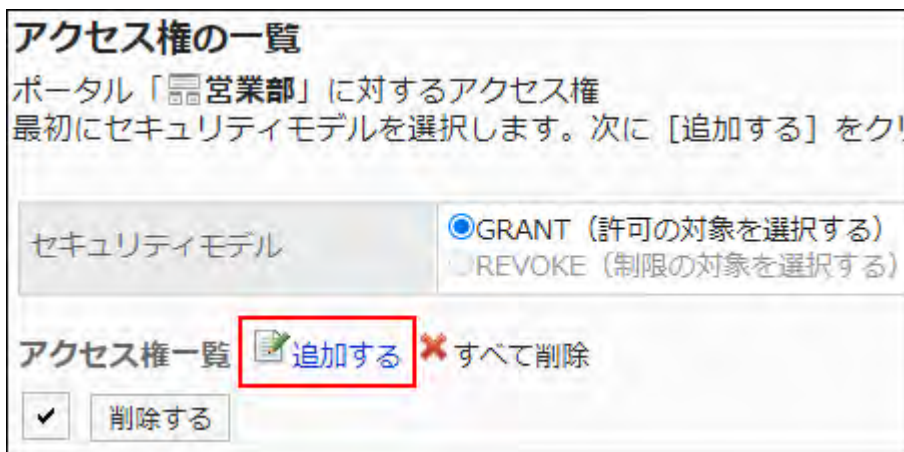 アクセス権の一覧
ポータル「営業部」に対するアクセス権
最初にセキュリティモデルを選択します。次に [追加する] をク
セキュリティモデル
GRANT（許可の対象を選択する）
REVOKE（制限の対象を選択する）
アクセス権一覧 追加する すべて削除
削除する